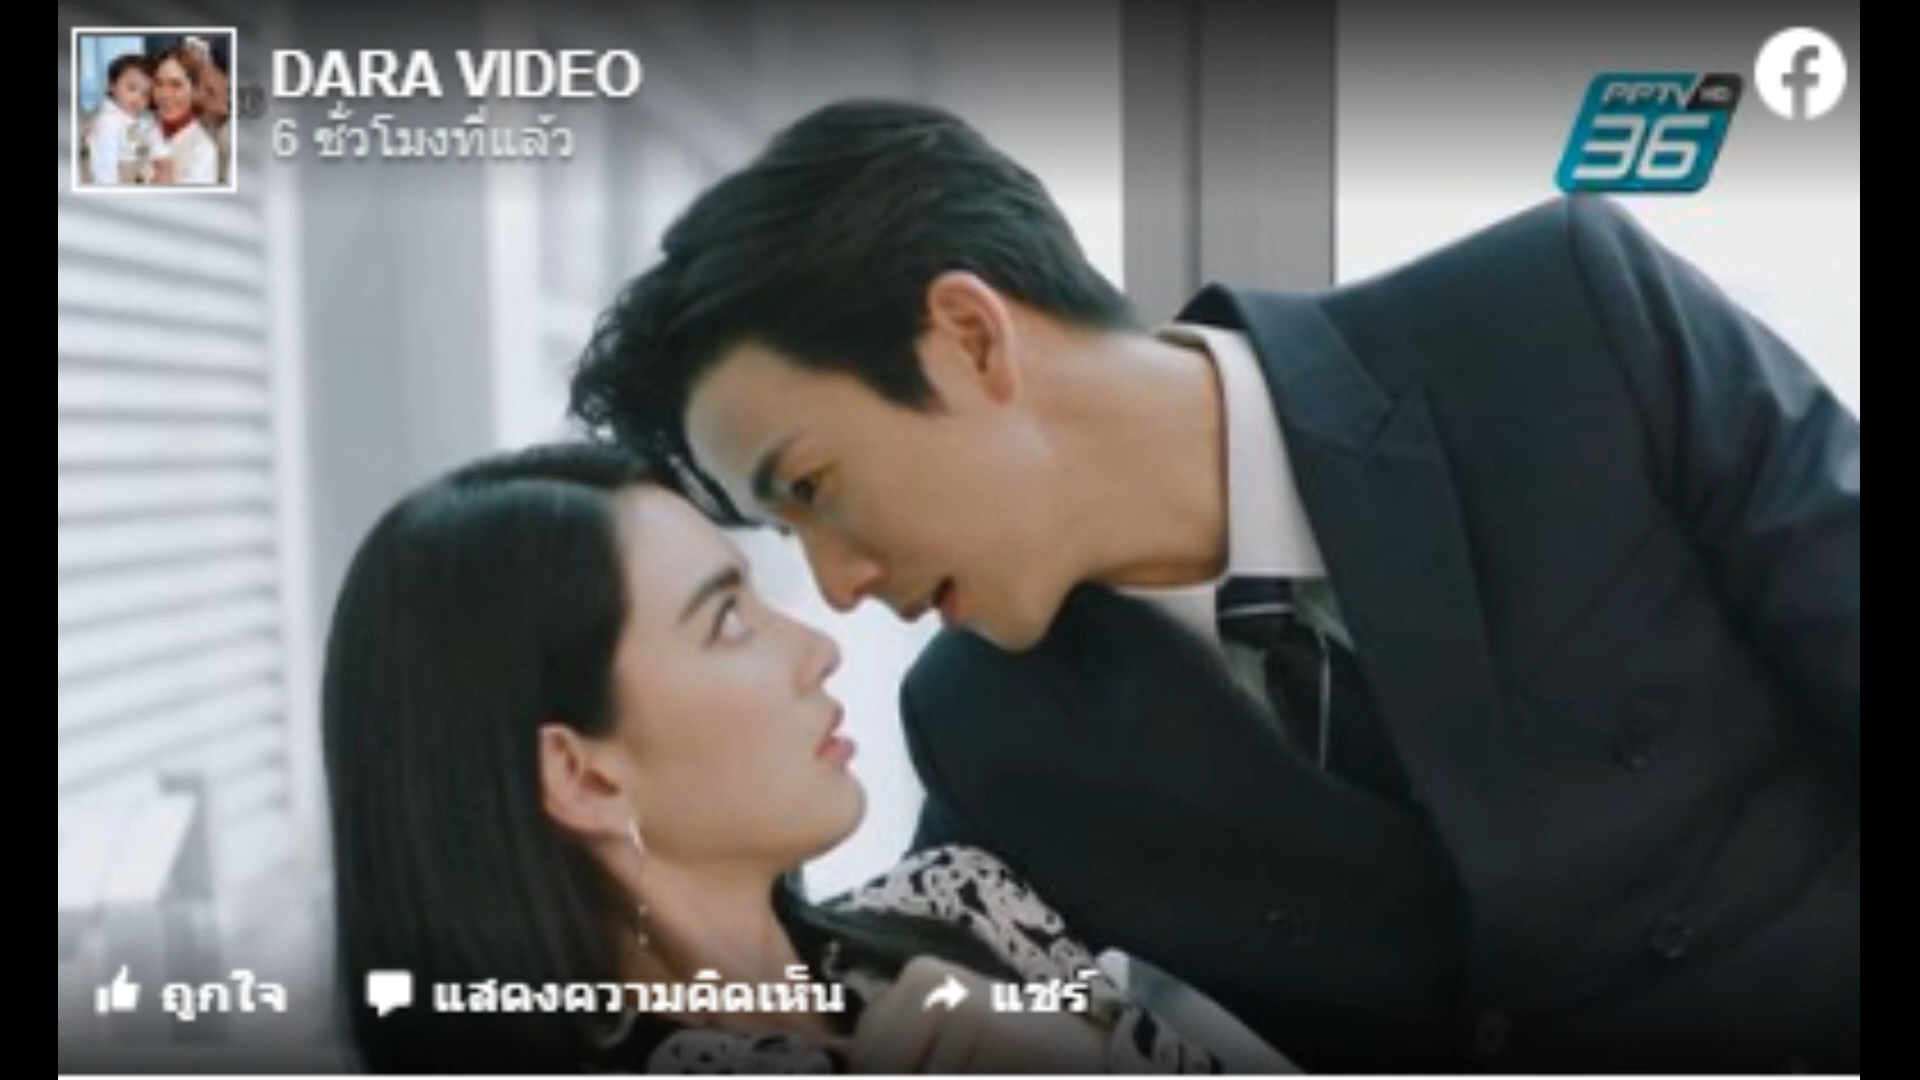 DARA VIDEO
6 ชั่วโมงที่แล้ว
PPTV HD
36
ถูกใจ
แสดงความคิดเห็น
แชร์